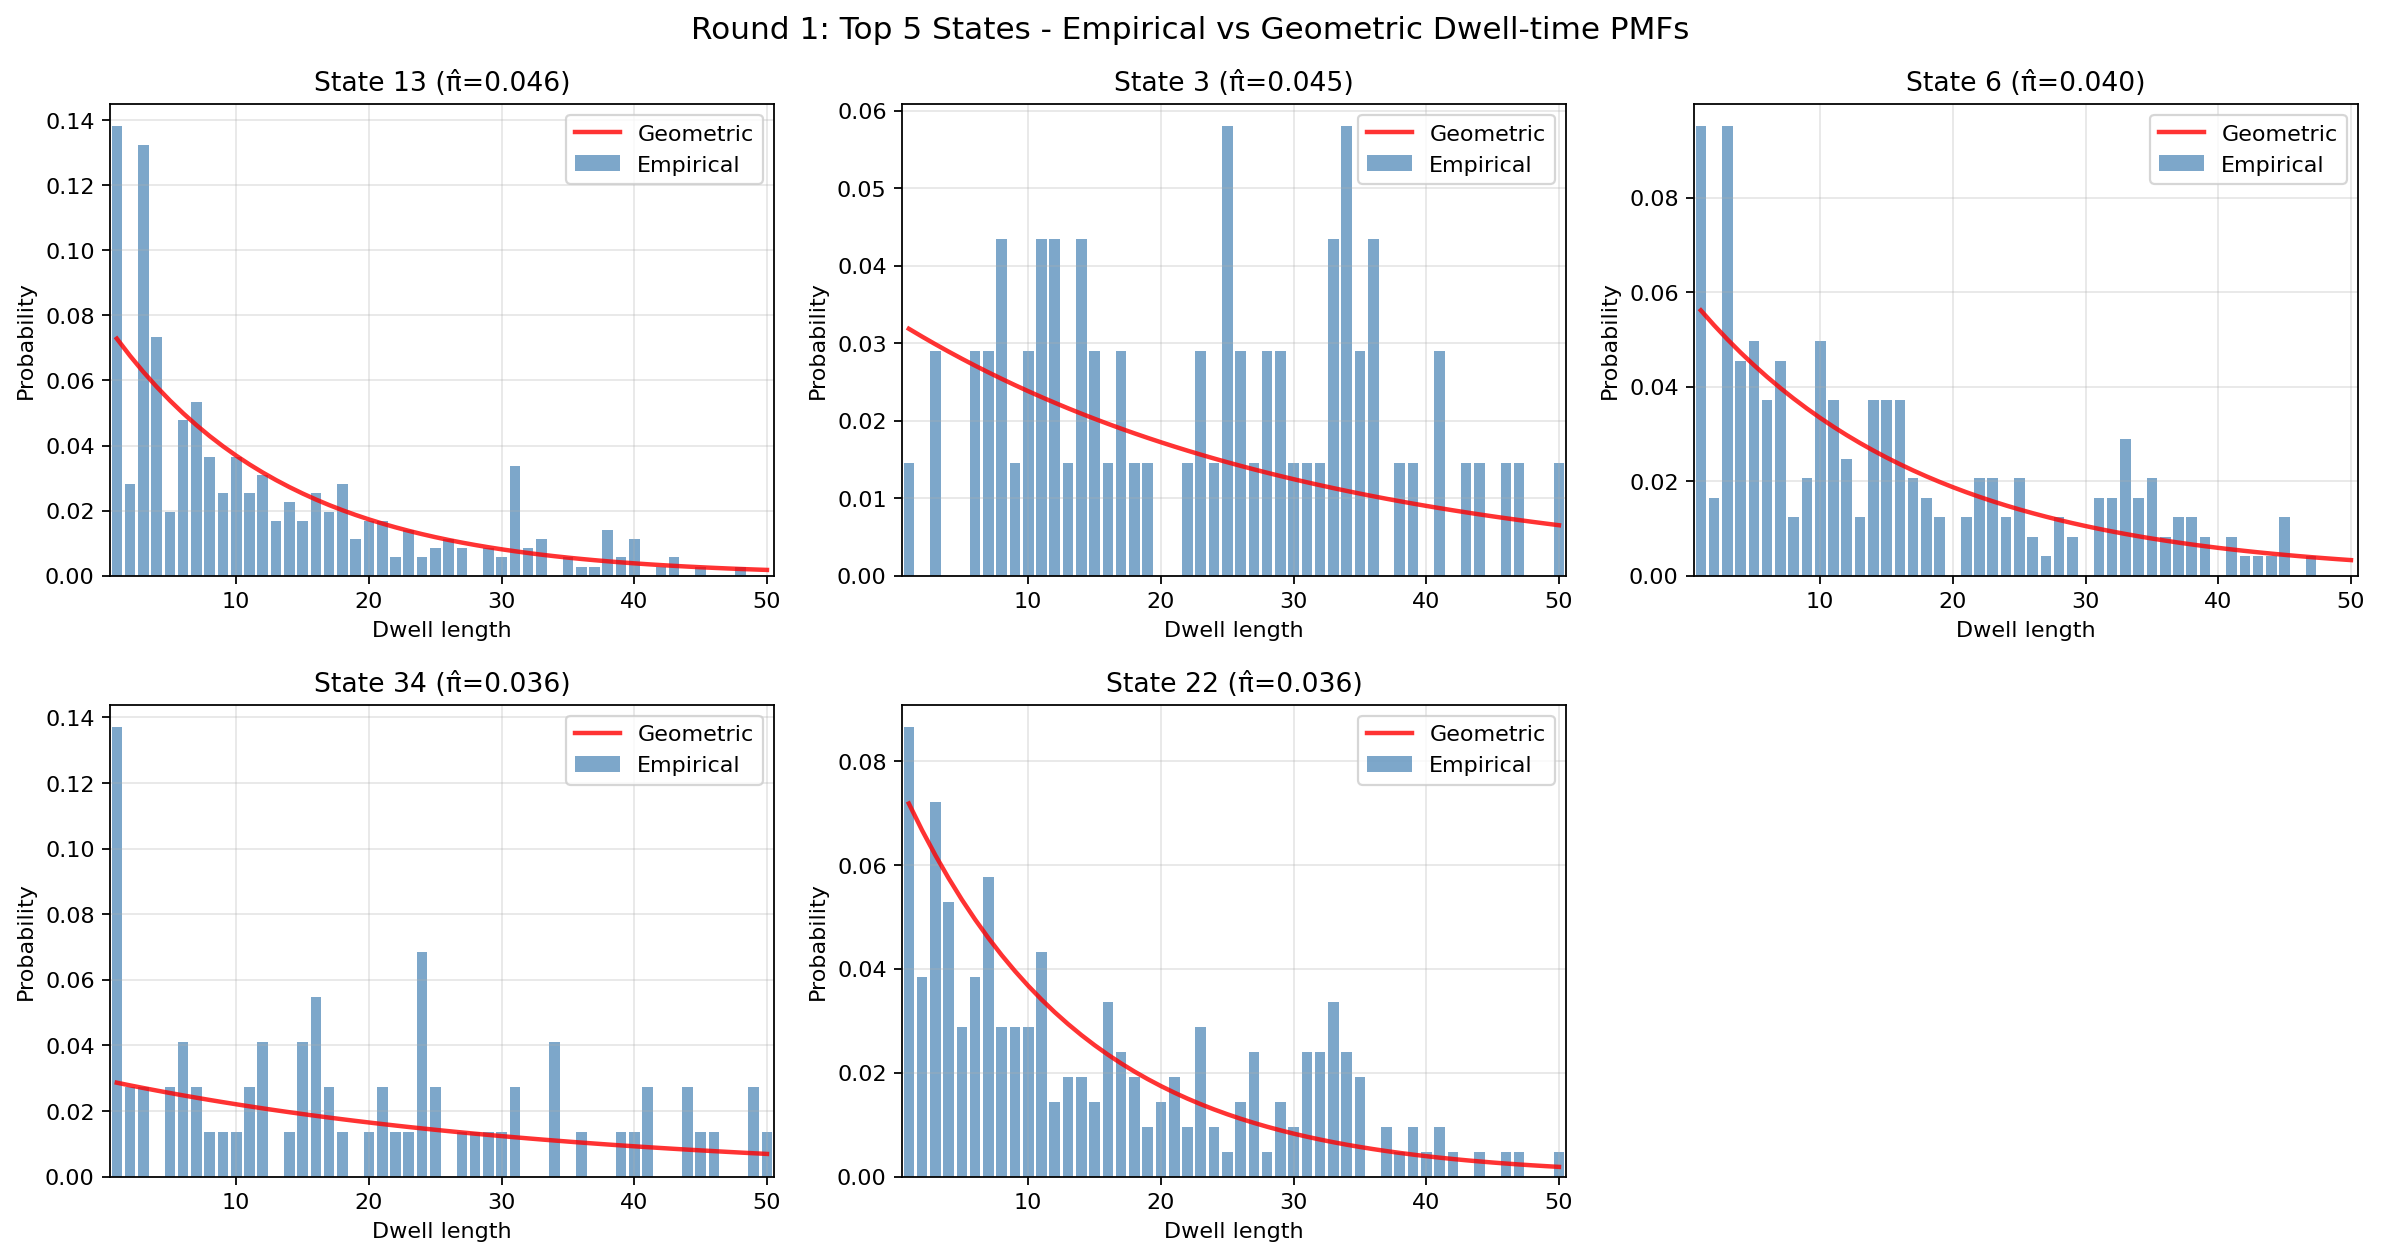 Round 1: Top 5 States - Empirical vs Geometric Dwell-time PMFs
State 13 (π̂=0.046)
Geometric
Empirical
Probability
0.14
0.12
0.10
0.08
0.06
0.04
0.02
0.00
10 20 30 40 50
Dwell length
State 3 (π̂=0.045)
Geometric
Empirical
Probability
0.06
0.05
0.04
0.03
0.02
0.01
0.00
10 20 30 40 50
Dwell length
State 6 (π̂=0.040)
Geometric
Empirical
Probability
0.08
0.06
0.04
0.02
0.00
10 20 30 40 50
Dwell length
State 34 (π̂=0.036)
Geometric
Empirical
Probability
0.14
0.12
0.10
0.08
0.06
0.04
0.02
0.00
10 20 30 40 50
Dwell length
State 22 (π̂=0.036)
Geometric
Empirical
Probability
0.08
0.06
0.04
0.02
0.00
10 20 30 40 50
Dwell length